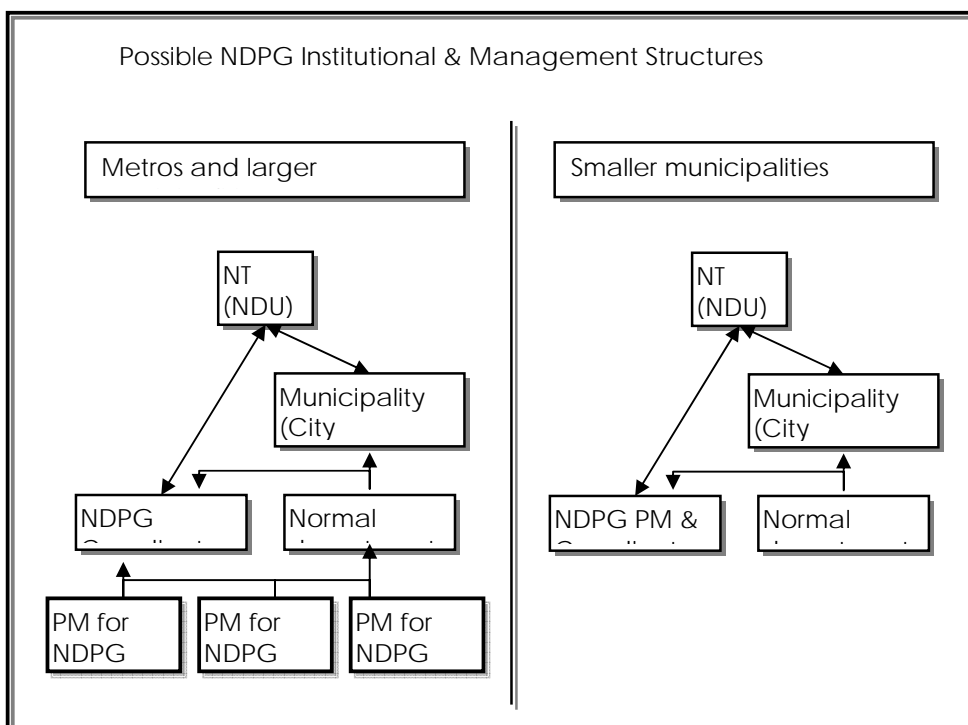 Possible NDPG Institutional & Management Structures
Metros and larger
Smaller municipalities
NT
(NDU)
NT
(NDU)
Municipality
(City
Municipality
(City
NDPG
Normal
NDPG PM &
Normal
PM for
NDPG
PM for
NDPG
PM for
NDPG